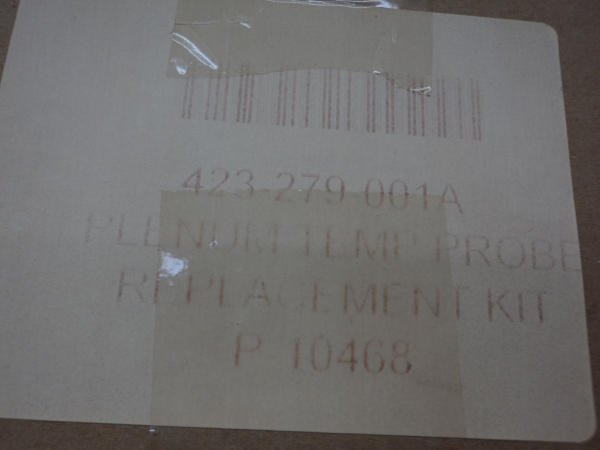 423-279-001A
PLENUM TEMP PROBE
REPLACEMENT KIT
P-10468